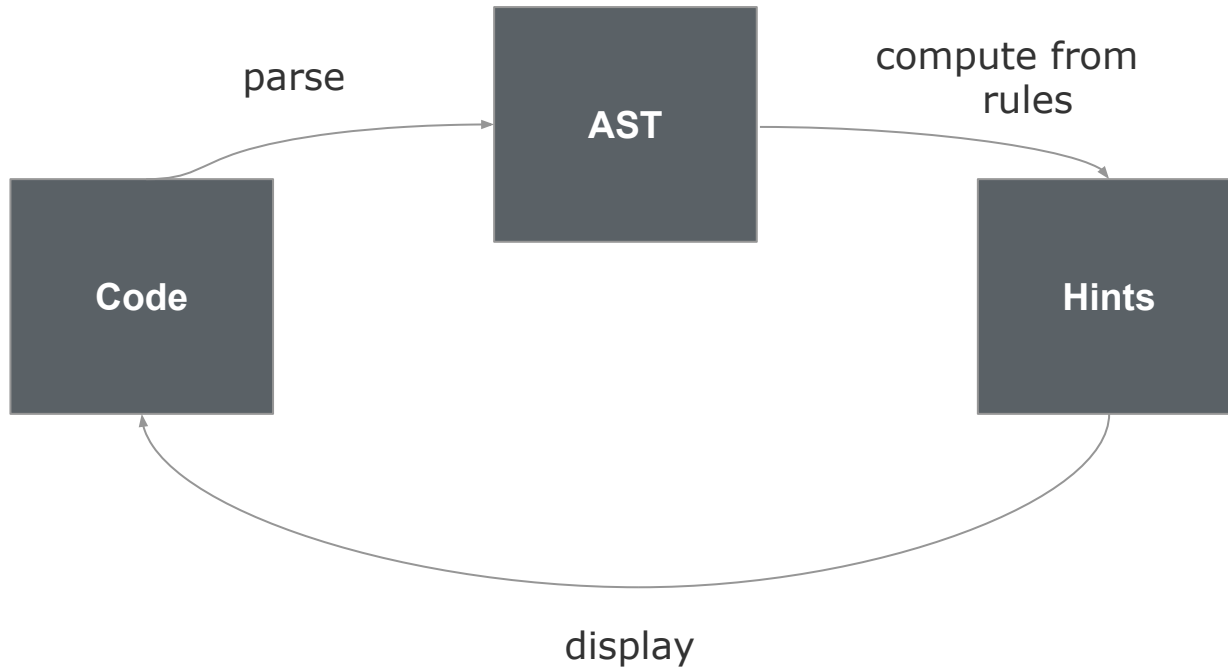 parse
AST
compute from
rules
Code
Hints
display